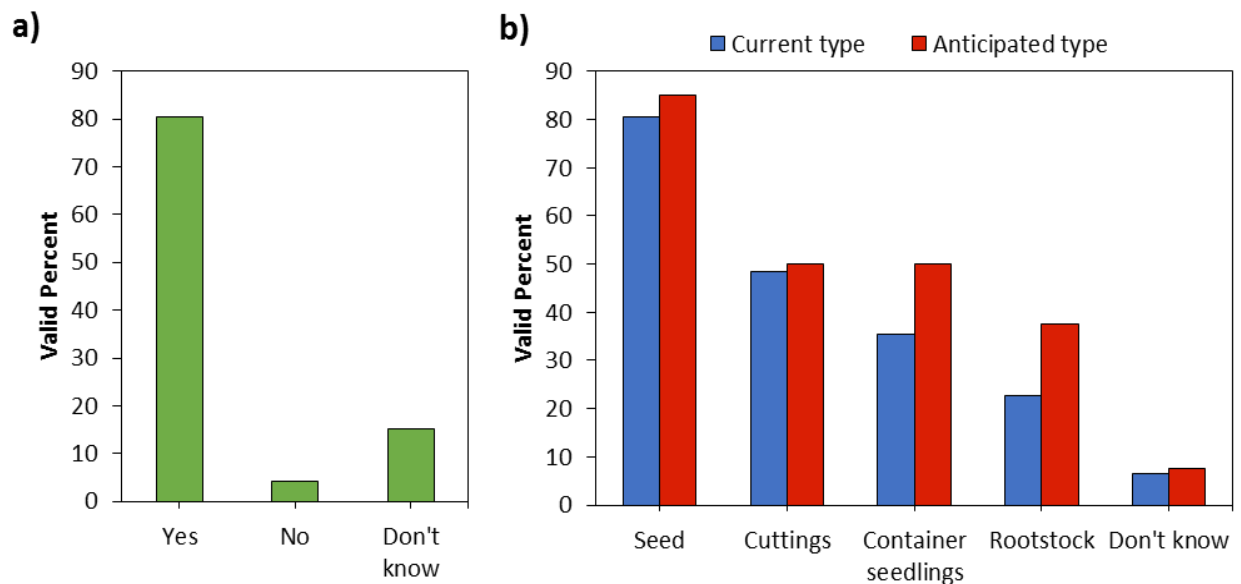 a)
90
80
70
60
50
40
30
20
10
0
Valid Percent
Yes
No
Don't
know
b)
Current type
Anticipated type
90
80
70
60
50
40
30
20
10
0
Valid Percent
Seed
Cuttings
Container
seedlings
Rootstock
Don't know